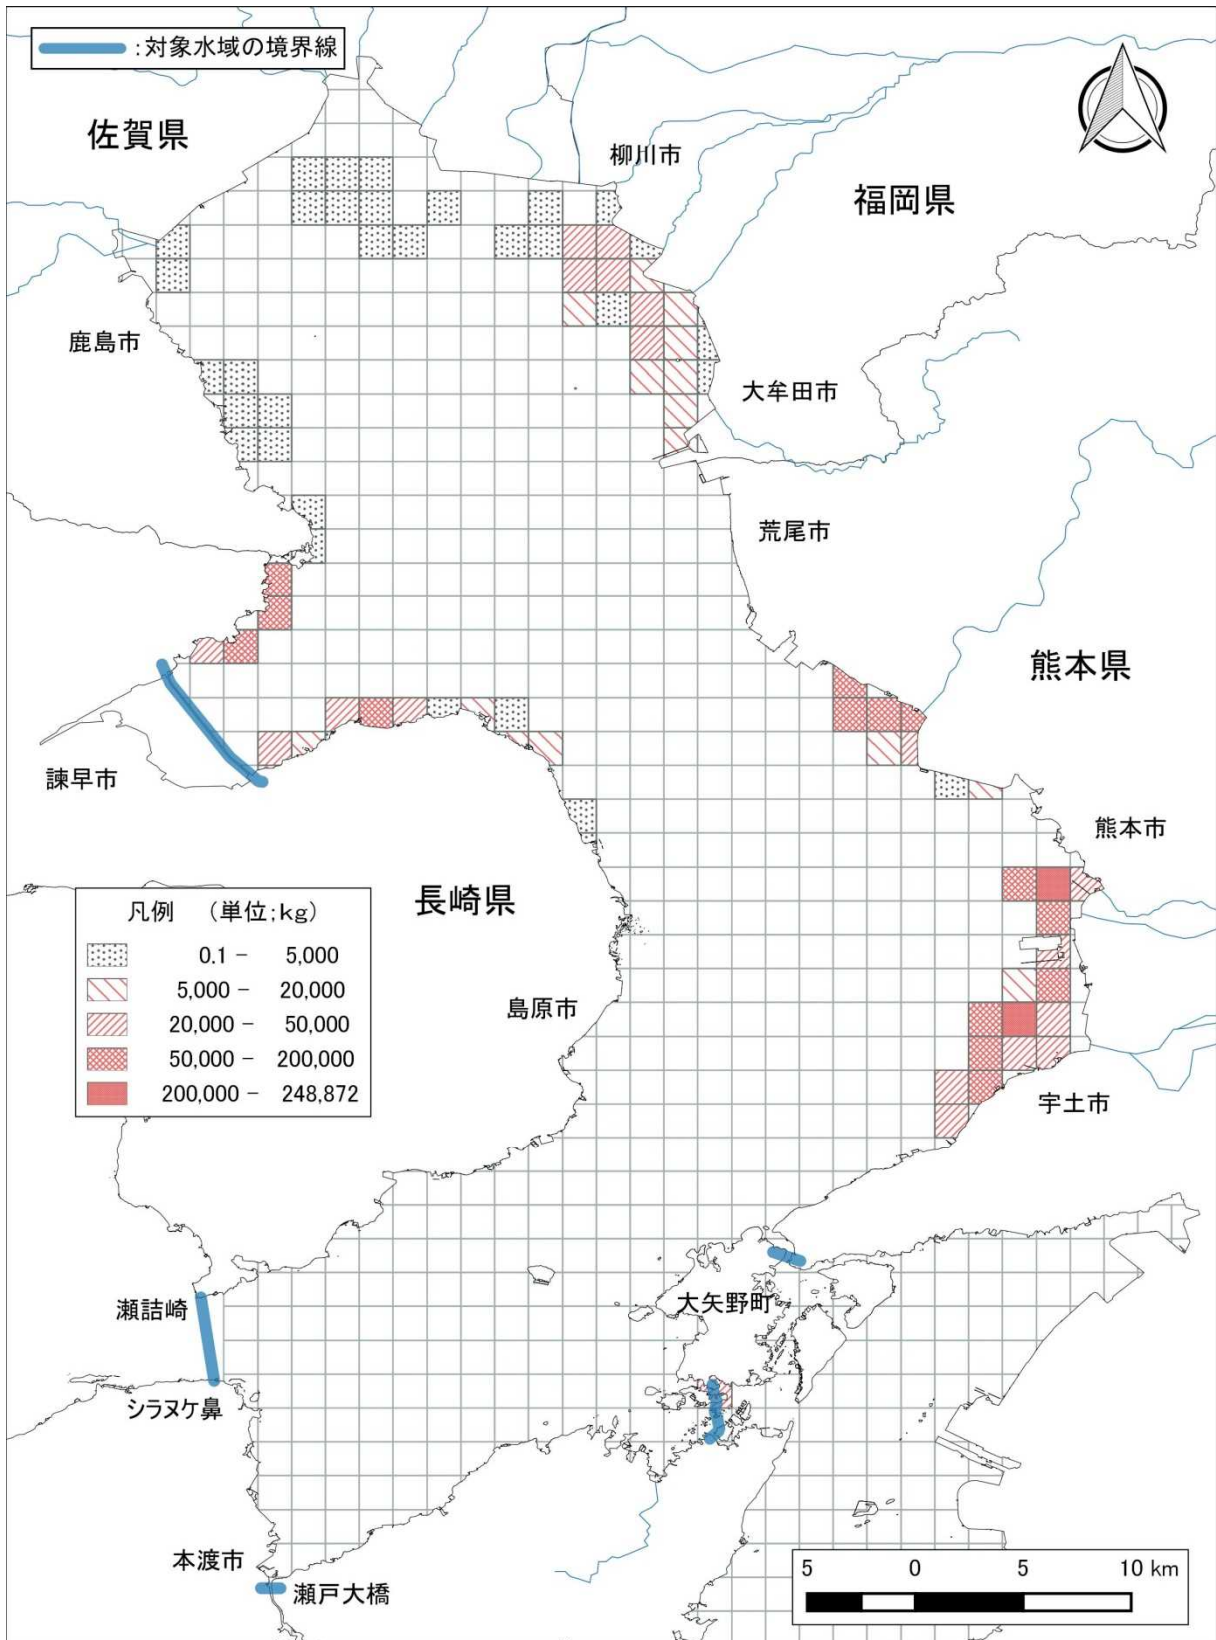 :対象水域の境界線
佐賀県
柳川市
福岡県
鹿島市
大牟田市
荒尾市
熊本県
諫早市
熊本市
長崎県
凡例 (単位;kg)
0.1 - 5,000
5,000 - 20,000
20,000 - 50,000
50,000 - 200,000
200,000 - 248,872
島原市
宇土市
大矢野町
瀬詰崎
シラヌケ鼻
本渡市
瀬戸大橋
5 0 5 10 km